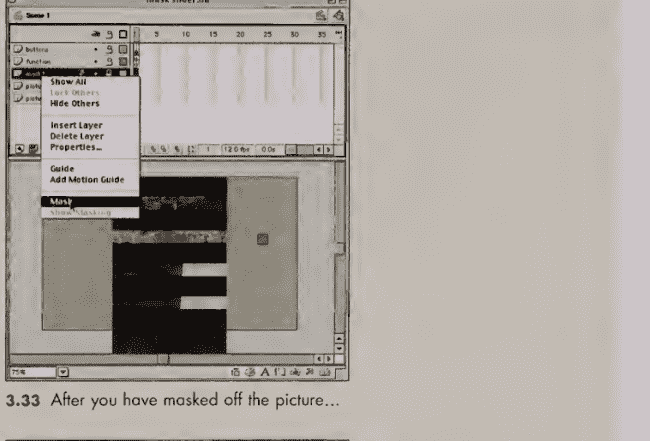 Scene 1
5 10 15 20 25 30 35
buttons
function
Show All
Lock Others
Hide Others
Insert Layer
Delete Layer
Properties...
1 12.0 fps 0.0s
Guide
Add Motion Guide
Mask
Show Masking
75%
3.33 After you have masked off the picture...